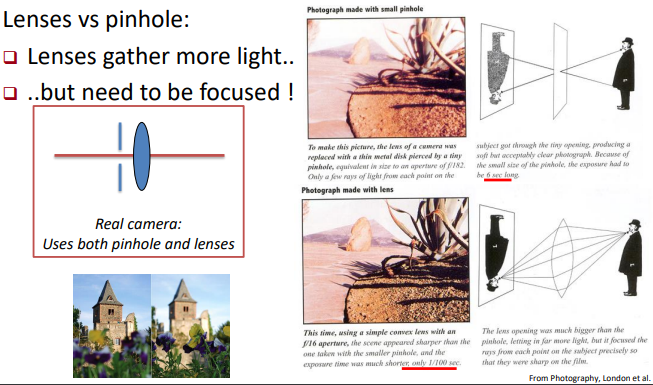 Lenses vs pinhole:
Lenses gather more light..
..but need to be focused !
Real camera:
Uses both pinhole and lenses
Photograph made with small pinhole
To make this picture, the lens of a camera was
replaced with a thin metal disk pierced by a tiny
pinhole, equivalent in size to an aperture of f/182.
Only a few rays of light from each point on the
subject got through the tiny opening, producing a
soft but acceptably clear photograph. Because of
the small size of the pinhole, the exposure had to
be 6 sec long.
Photograph made with lens
This time, using a simple convex lens with an
f/16 aperture, the scene appeared sharper than the
one taken with the smaller pinhole, and the
exposure time was much shorter, only 1/100 sec.
The lens opening was much bigger than the
pinhole, letting in far more light, but it focused the
rays from each point on the subject precisely so
that they were sharp on the film.
From Photography, London et al.